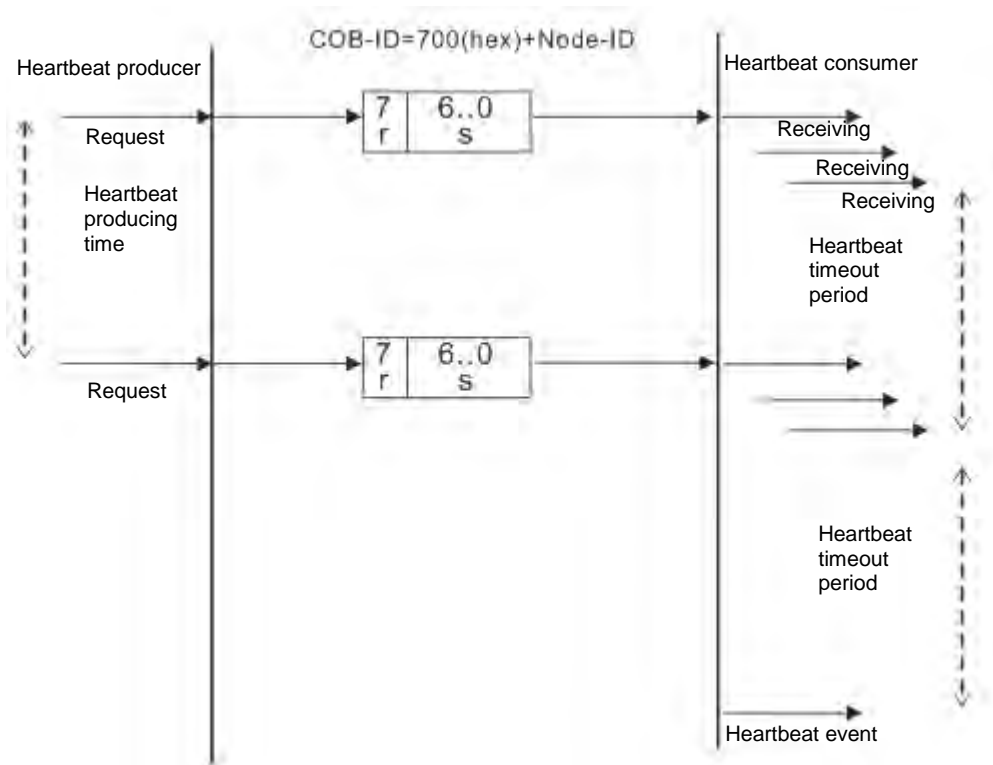 COB-ID=700(hex)+Node-ID
Heartbeat producer
Heartbeat consumer
7
6..0
r
s
Request
Receiving
Receiving
Receiving
Heartbeat
producing
time
Heartbeat
timeout
period
7
6..0
r
s
Request
Heartbeat
timeout
period
Heartbeat event